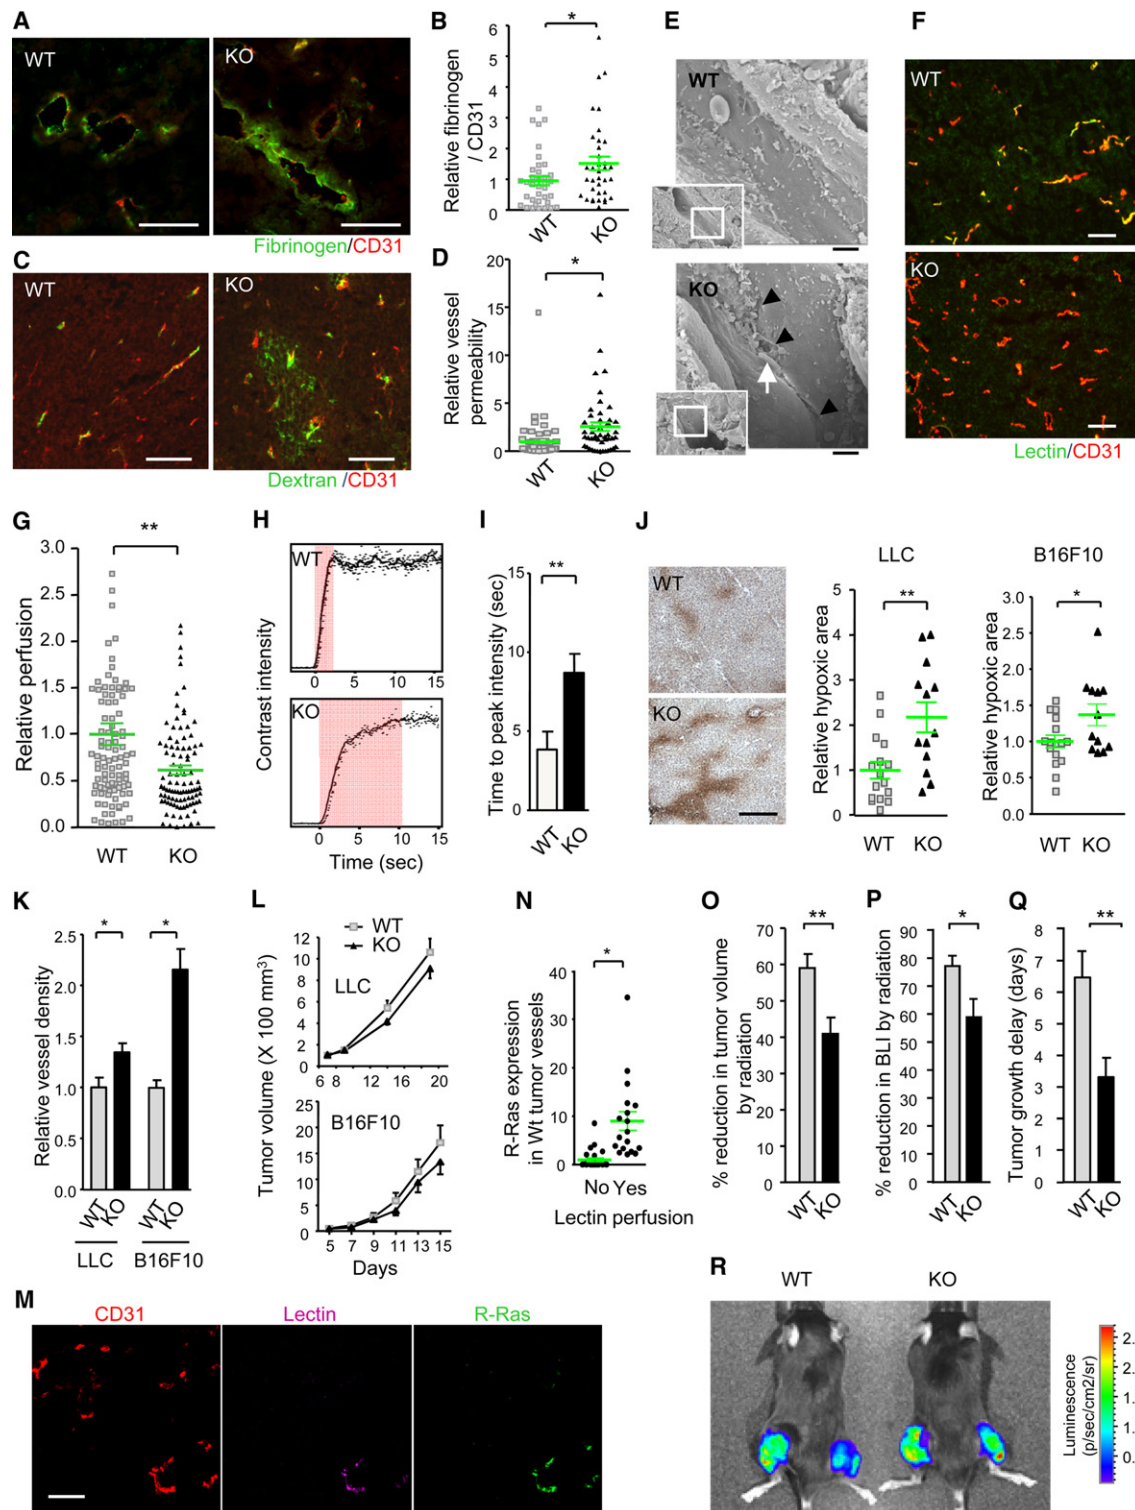 A
WT
KO
Fibrinogen/CD31
B
*
Relative fibrinogen
/ CD31
6
5
4
3
2
1
0
WT
KO
C
WT
KO
Dextran /CD31
D
*
Relative vessel
permeability
20
15
10
5
0
WT
KO
E
WT
KO
F
WT
KO
Lectin/CD31
G
**
Relative perfusion
3.0
2.5
2.0
1.5
1.0
0.5
0.0
WT
KO
H
Contrast intensity
WT
0 5 10 15
KO
0 5 10 15
Time (sec)
I
**
Time to peak intensity (sec)
15
10
5
0
WT
KO
J
WT
KO
LLC
**
Relative hypoxic area
5
4
3
2
1
0
WT KO
B16F10
*
Relative hypoxic area
3.0
2.5
2.0
1.5
1.0
0.5
0.0
WT KO
K
* *
Relative vessel density
2.5
2.0
1.5
1.0
0.5
0.0
WT
KO
WT
KO
LLC B16F10
L
WT
KO
Tumor volume (X 100 mm³)
LLC
12
10
8
6
4
2
0
6 8 12 16 20
B16F10
25
20
15
10
5
0
5 7 9 11 13 15
Days
N
*
R-Ras expression
in Wt tumor vessels
40
30
20
10
0
No Yes
Lectin perfusion
O
**
% reduction in tumor volume
by radiation
70
60
50
40
30
20
10
0
WT
KO
P
*
% reduction in BLI by radiation
90
80
70
60
50
40
30
20
10
0
WT
KO
Q
**
Tumor growth delay (days)
8
7
6
5
4
3
2
1
0
WT
KO
M
CD31
Lectin
R-Ras
R
WT
KO
Luminescence
(p/sec/cm2/sr)
2.
1.
1.
0.